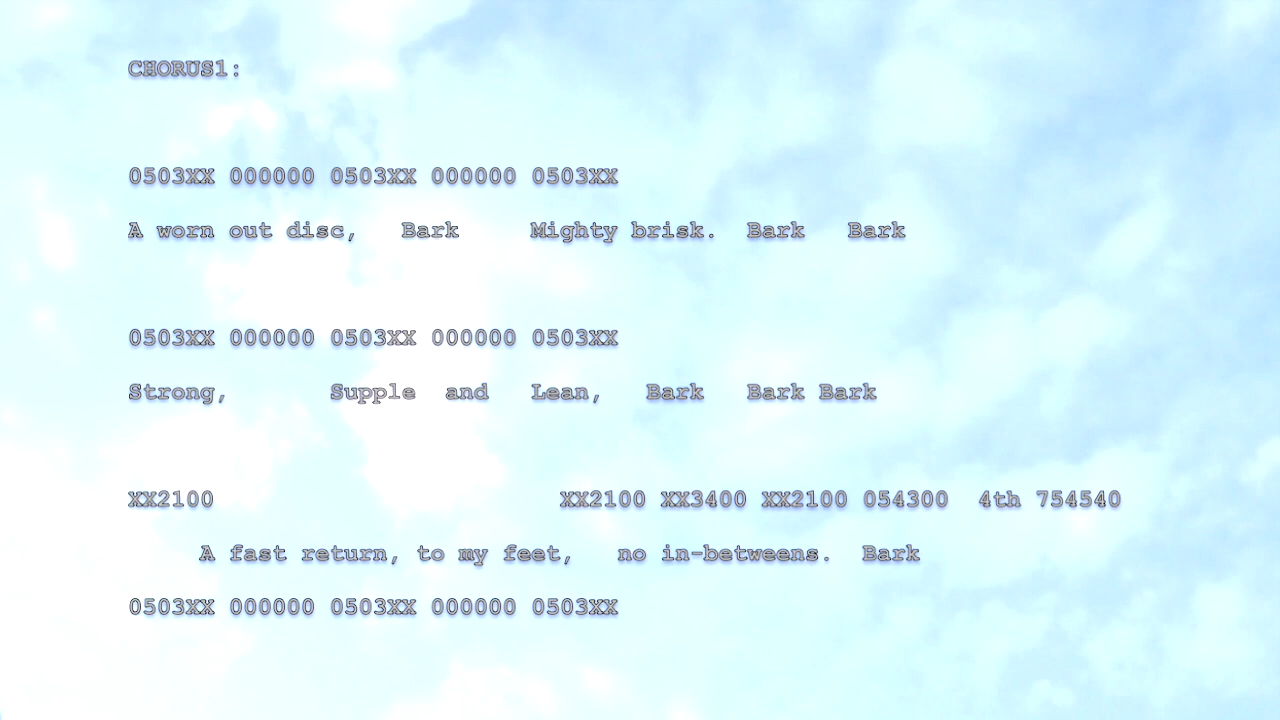 CHORUS1:
0503XX 000000 0503XX 000000 0503XX
A worn out disc,   Bark     Mighty brisk.  Bark   Bark
0503XX 000000 0503XX 000000 0503XX
Strong,       Supple  and   Lean,   Bark   Bark Bark
XX2100                        XX2100 XX3400 XX2100 054300  4th 754540
A fast return, to my feet,   no in-betweens.  Bark
0503XX 000000 0503XX 000000 0503XX